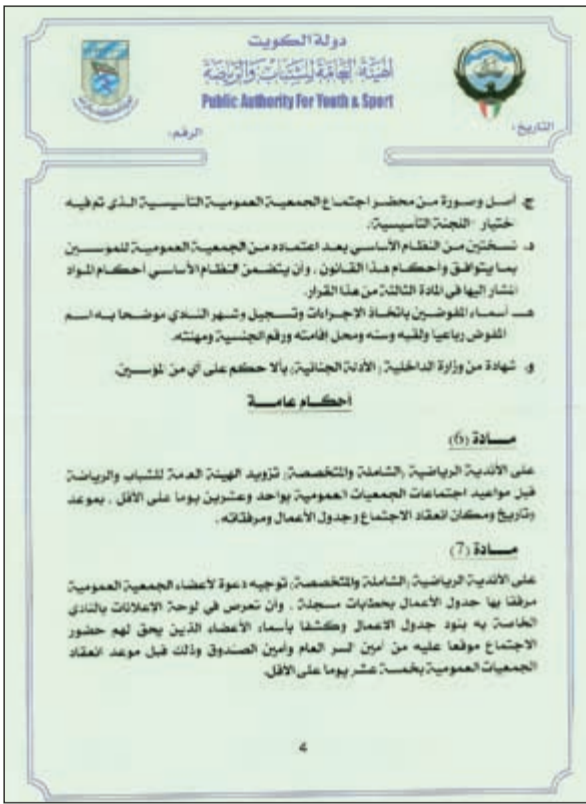 دولة الكويت
الهيئة العامة للشباب والرياضة
Public Authority For Youth & Sport
التاريخ:
الرقم:
ج. أصل وصورة من محضر اجتماع الجمعية العمومية التأسيسية الذي تم فيه
ختيار "اللجنة التأسيسية".
د. نسختين من النظام الأساسي بعد اعتماده من الجمعية العمومية للمؤسسين
بما يتوافق وأحكام هذا القانون ، وأن يتضمن النظام الأساسي أحكام المواد
المشار إليها في المادة الثالثة من هذا القرار.
هـ. أسماء المفوضين باتخاذ الإجراءات وتسجيل وشهر النادي موضحا به اسم
المفوض رباعيا ولقبه وسنه ومحل إقامته ورقم الجنسية ومهنته.
و. شهادة من وزارة الداخلية (الأدلة الجنائية) بألا حكم على أي من المؤسسين.
أحكام عامة
مادة (6)
على الأندية الرياضية (الشاملة والمتخصصة) تزويد الهيئة العامة للشباب والرياضة
قبل مواعيد اجتماعات الجمعيات العمومية بواحد وعشرين يوما على الأقل ، بموعد
وتاريخ ومكان انعقاد الاجتماع وجدول الأعمال ومرفقاته.
مادة (7)
على الأندية الرياضية (الشاملة والمتخصصة) توجيه دعوة لأعضاء الجمعية العمومية
مرفقا بها جدول الأعمال بخطابات مسجلة ، وأن تعرض في لوحة الإعلانات بالنادي
الخاصة به بنود جدول الاعمال وكشفا بأسماء الأعضاء الذين يحق لهم حضور
الاجتماع موقعا عليه من أمين السر العام وأمين الصندوق وذلك قبل موعد انعقاد
الجمعيات العمومية بخمسة عشر يوما على الأقل.
4